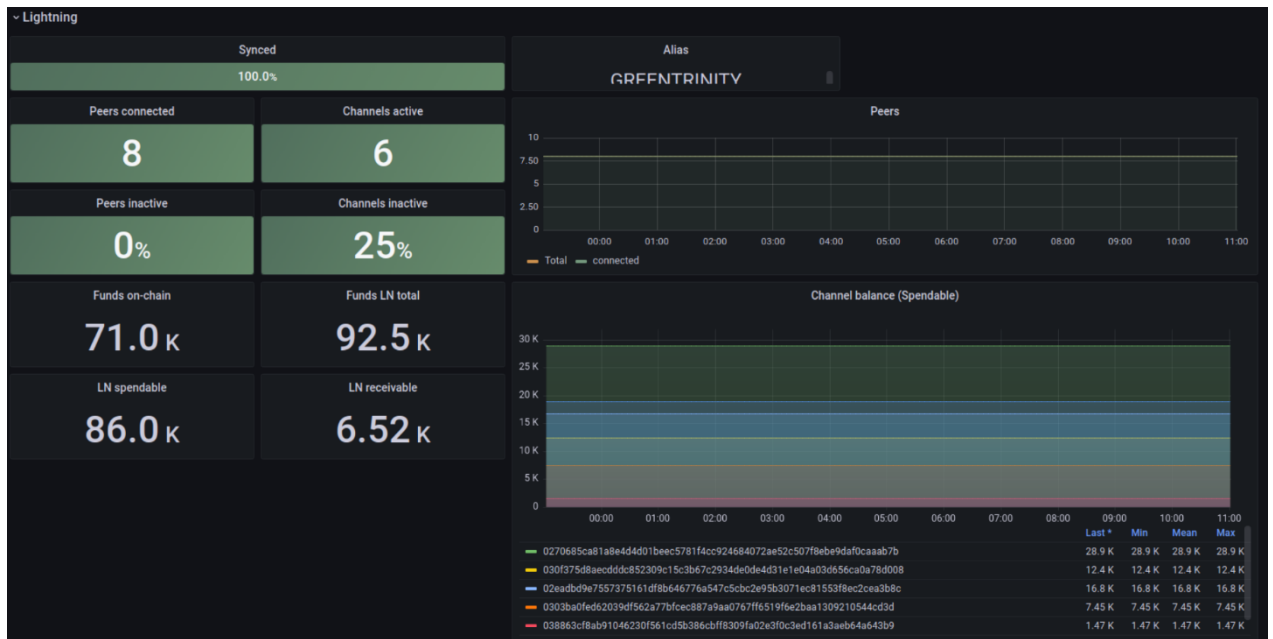 Lightning
Synced
100.0%
Alias
GREENTRINITY
Peers connected
8
Channels active
6
Peers inactive
0%
Channels inactive
25%
Funds on-chain
71.0 K
Funds LN total
92.5 K
LN spendable
86.0 K
LN receivable
6.52 K
Peers
10
7.50
5
2.50
0
00:00 01:00 02:00 03:00 04:00 05:00 06:00 07:00 08:00 09:00 10:00 11:00
Total connected
Channel balance (Spendable)
30 K
25 K
20 K
15 K
10 K
5 K
0
00:00 01:00 02:00 03:00 04:00 05:00 06:00 07:00 08:00 09:00 10:00 11:00
Last * Min Mean Max
0270685ca81a8e4d4d01beec5781f4cc924684072ae52c507f8ebe9daf0caaab7b 28.9 K 28.9 K 28.9 K 28.9 K
030f375d8aecdddc852309c15c3b67c2934de0de4d31e1e04a03d656ca0a78d008 12.4 K 12.4 K 12.4 K 12.4 K
02eadbd9e7557375161df8b646776a547c5cbc2e95b3071ec81553f8ec2cea3b8c 16.8 K 16.8 K 16.8 K 16.8 K
0303ba0fed62039df562a77bfcec887a9aa0767ff6519f6e2baa1309210544cd3d 7.45 K 7.45 K 7.45 K 7.45 K
038863cf8ab91046230f561cd5b386cbff8309fa02e3f0c3ed161a3aeb64a643b9 1.47 K 1.47 K 1.47 K 1.47 K